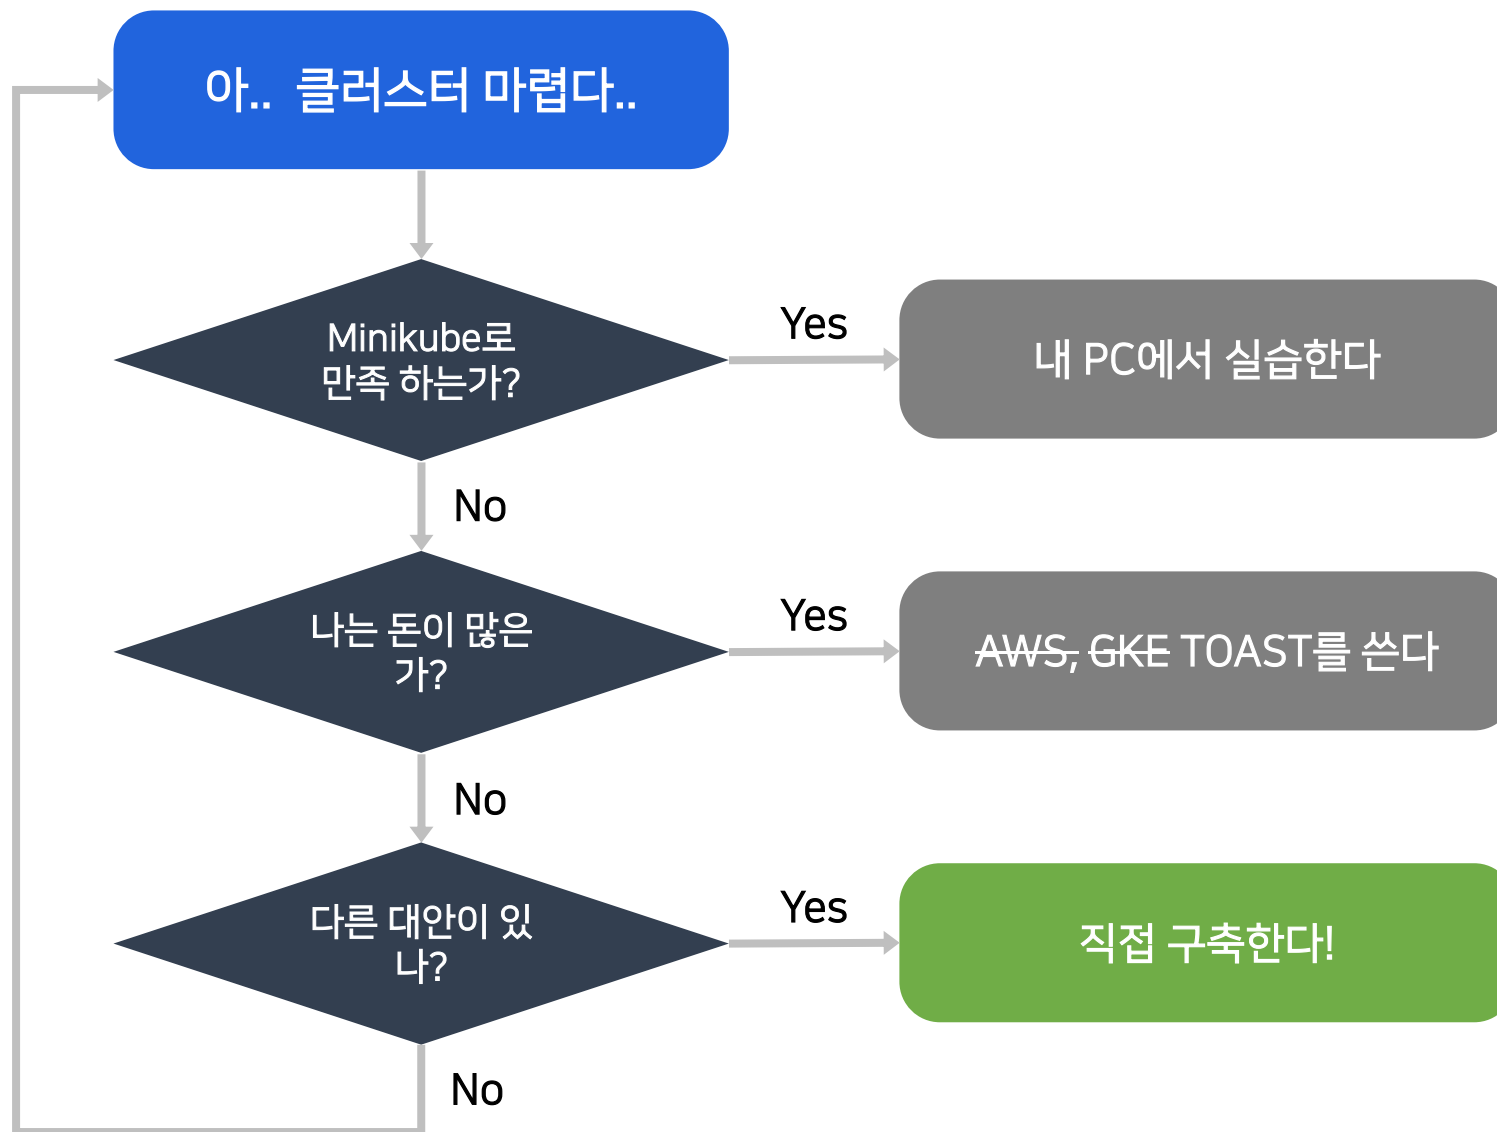 아..  클러스터 마렵다..
Minikube로
만족 하는가?
Yes
내 PC에서 실습한다
No
나는 돈이 많은
가?
Yes
AWS, GKE TOAST를 쓴다
No
다른 대안이 있
나?
Yes
직접 구축한다!
No